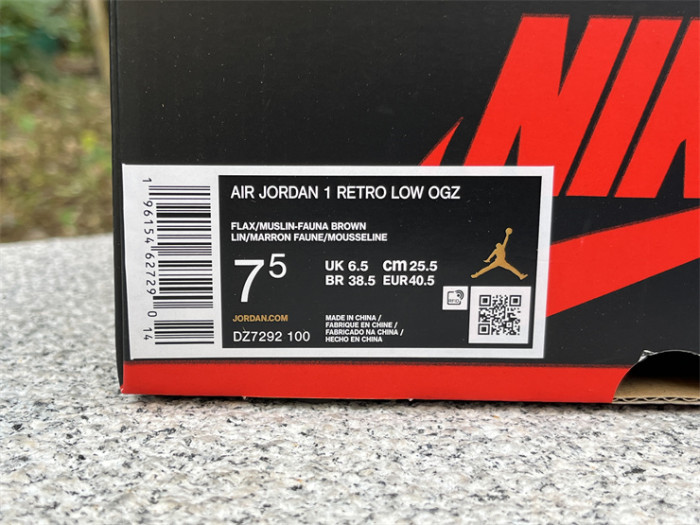 NIK
1 96154 62729 0 14
AIR JORDAN 1 RETRO LOW OGZ
FLAX/MUSLIN-FAUNA BROWN
LIN/MARRON FAUNE/MOUSSELINE
7⁵
UK 6.5 cm 25.5
BR 38.5 EUR 40.5
RFID
JORDAN.COM
DZ7292 100
MADE IN CHINA /
FABRIQUE EN CHINE /
FABRICADO NA CHINA /
HECHO EN CHINA